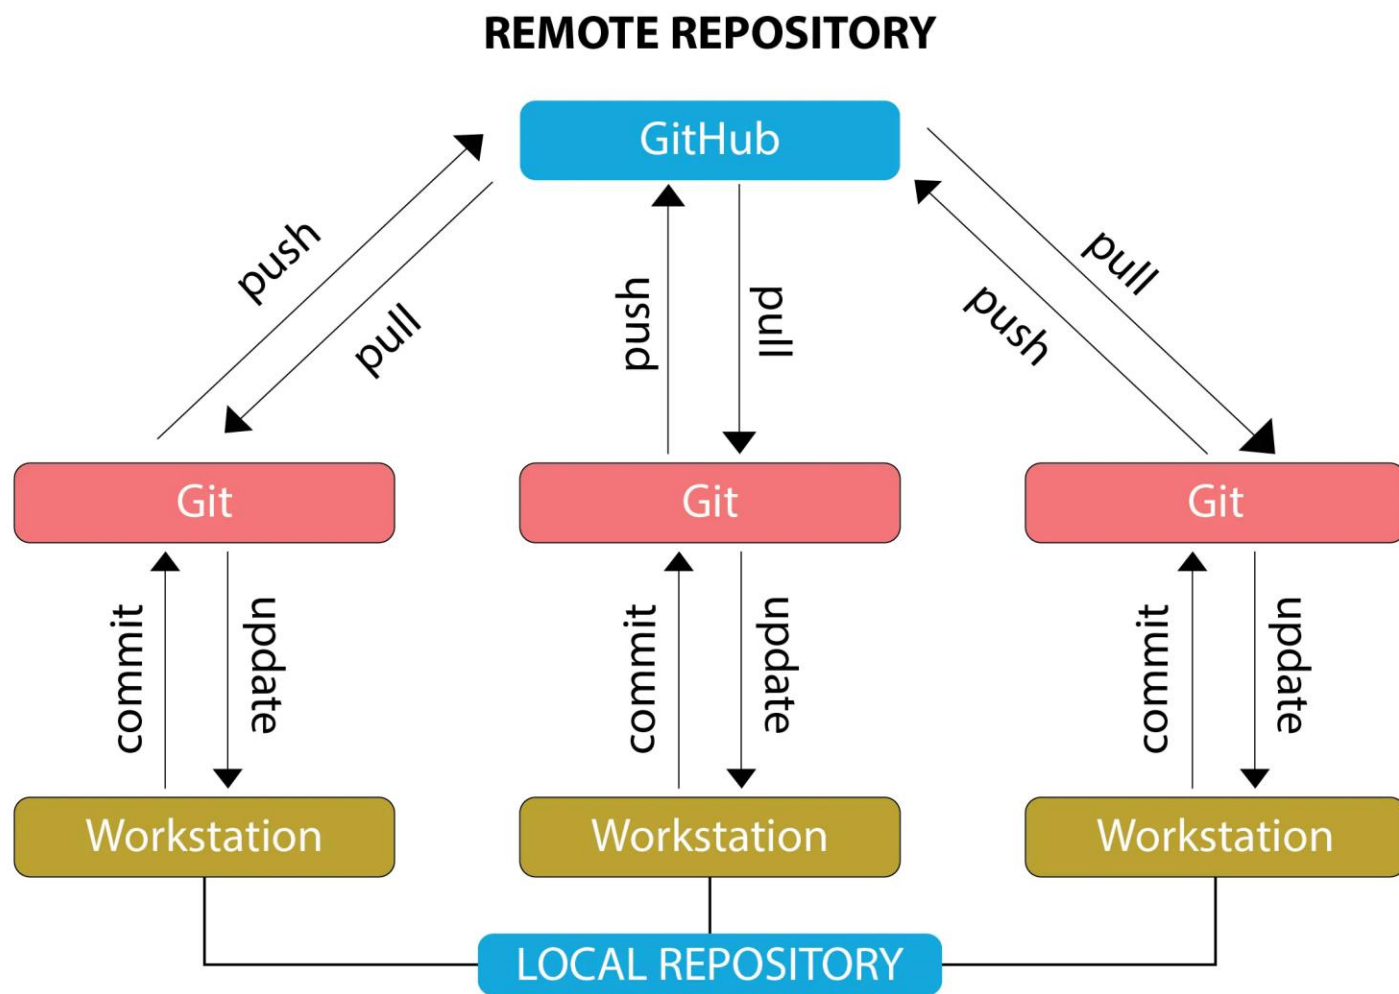 REMOTE REPOSITORY
GitHub
push
pull
push
pull
pull
push
Git
Git
Git
commit
update
commit
update
commit
update
Workstation
Workstation
Workstation
LOCAL REPOSITORY